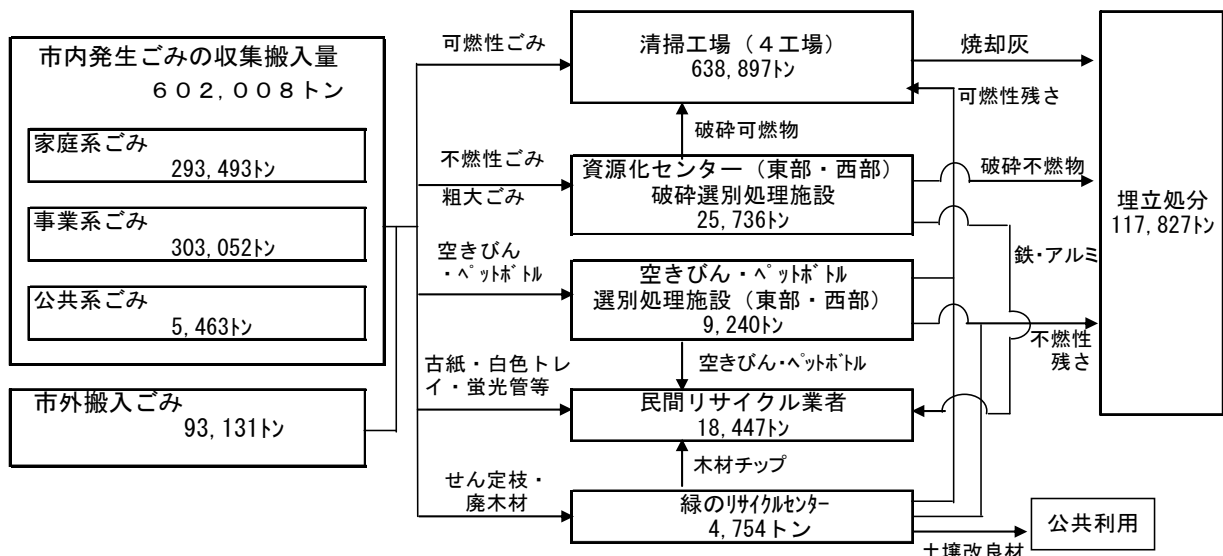 市内発生ごみの収集搬入量
６０２,００８トン
家庭系ごみ
293,493㌧
事業系ごみ
303,052㌧
公共系ごみ
5,463㌧
市外搬入ごみ
93,131㌧
可燃性ごみ
不燃性ごみ
粗大ごみ
空きびん
・ﾍﾟｯﾄﾎﾞﾄﾙ
古紙・白色トレ
イ・蛍光管等
せん定枝・
廃木材
清掃工場（４工場）
638,897㌧
破砕可燃物
資源化センター（東部・西部）
破砕選別処理施設
25,736㌧
空きびん・ﾍﾟｯﾄﾎﾞﾄﾙ
選別処理施設（東部・西部）
9,240㌧
空きびん・ﾍﾟｯﾄﾎﾞﾄﾙ
民間リサイクル業者
18,447㌧
木材チップ
緑のﾘｻｲｸﾙｾﾝﾀｰ
4,754トン
焼却灰
可燃性残さ
破砕不燃物
鉄・アルミ
不燃性
残さ
土壌改良材
埋立処分
117,827㌧
公共利用